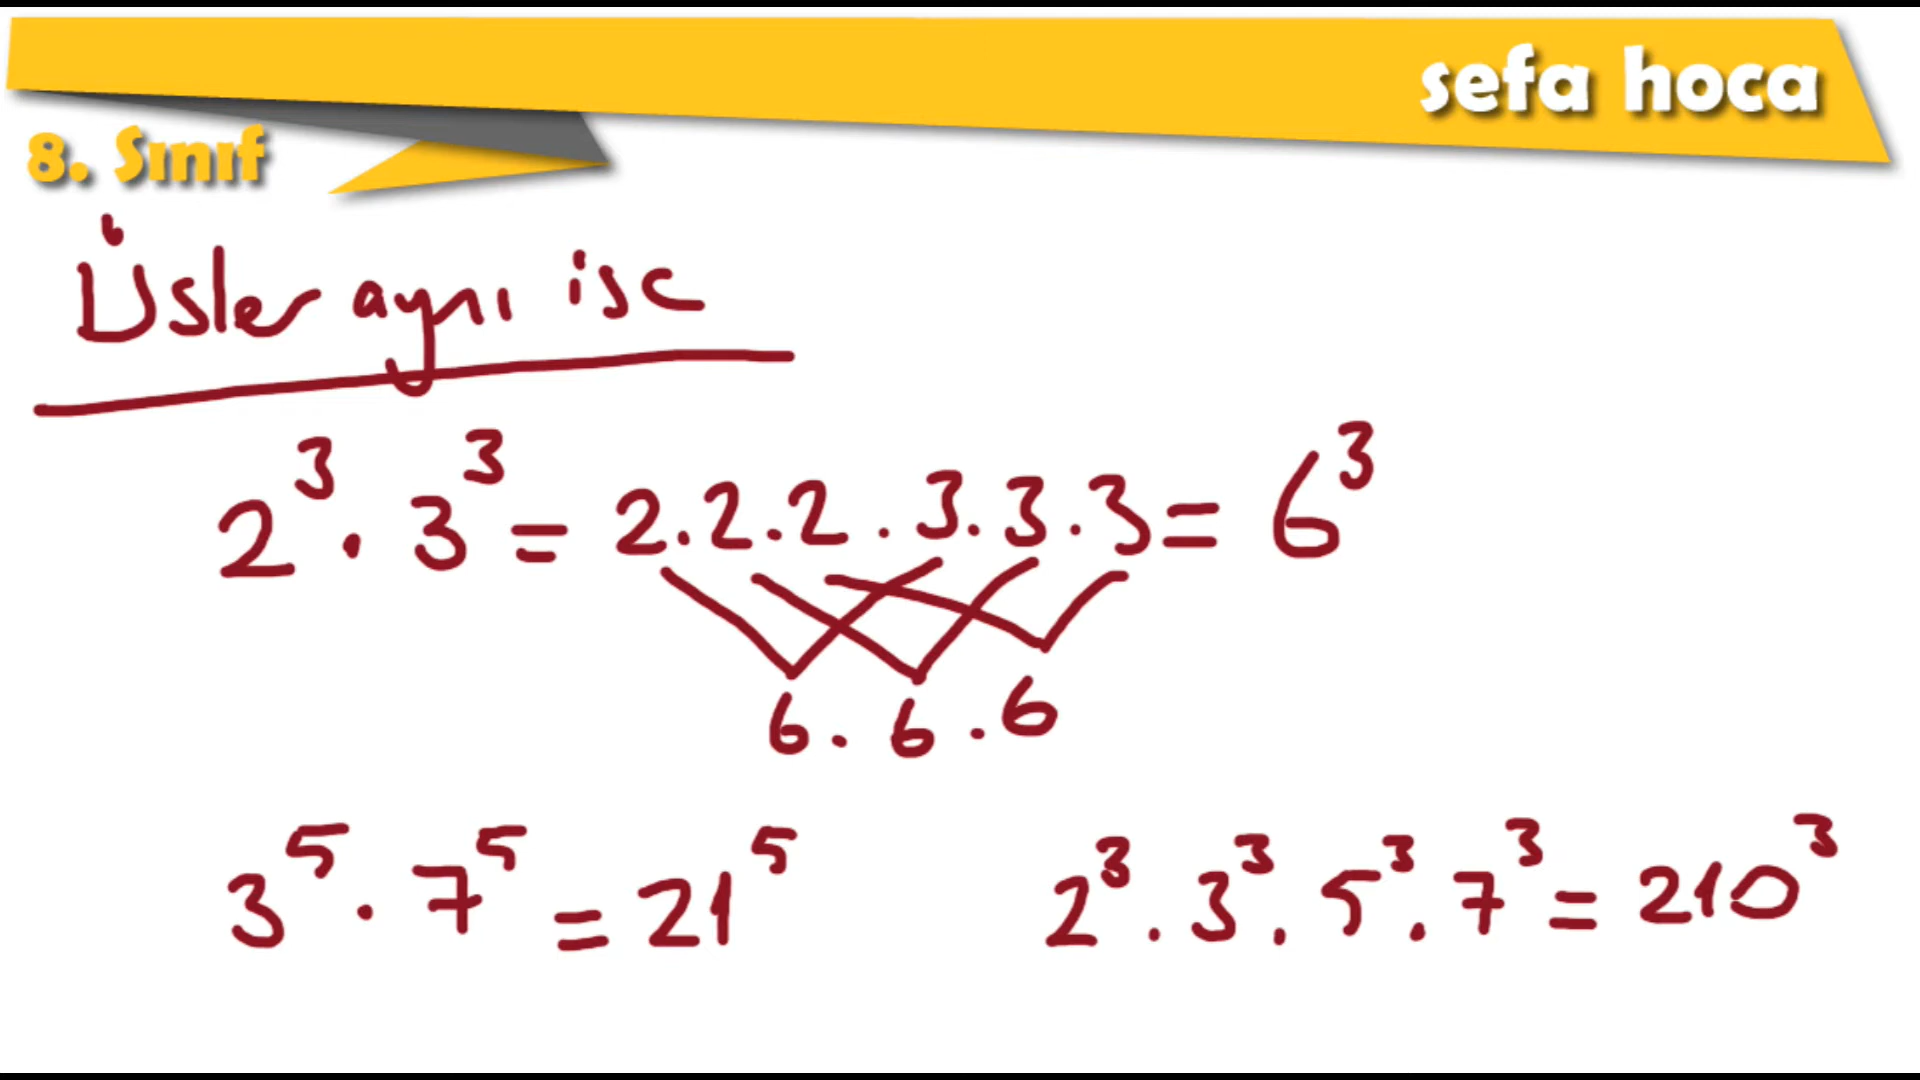 sefa hoca
8. Sınıf
Üsler aynı ise
2³ . 3³ = 2.2.2.3.3.3 = 6³
6 . 6 . 6
3⁵ . 7⁵ = 21⁵
2³ . 3³ . 5³ . 7³ = 210³